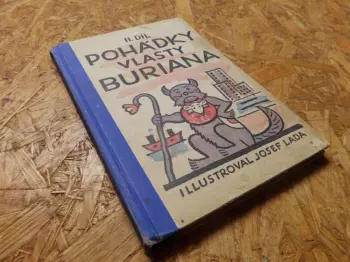 II. DÍL
POHÁDKY
VLASTY
BURIANA
ILLUSTROVAL JOSEF LADA